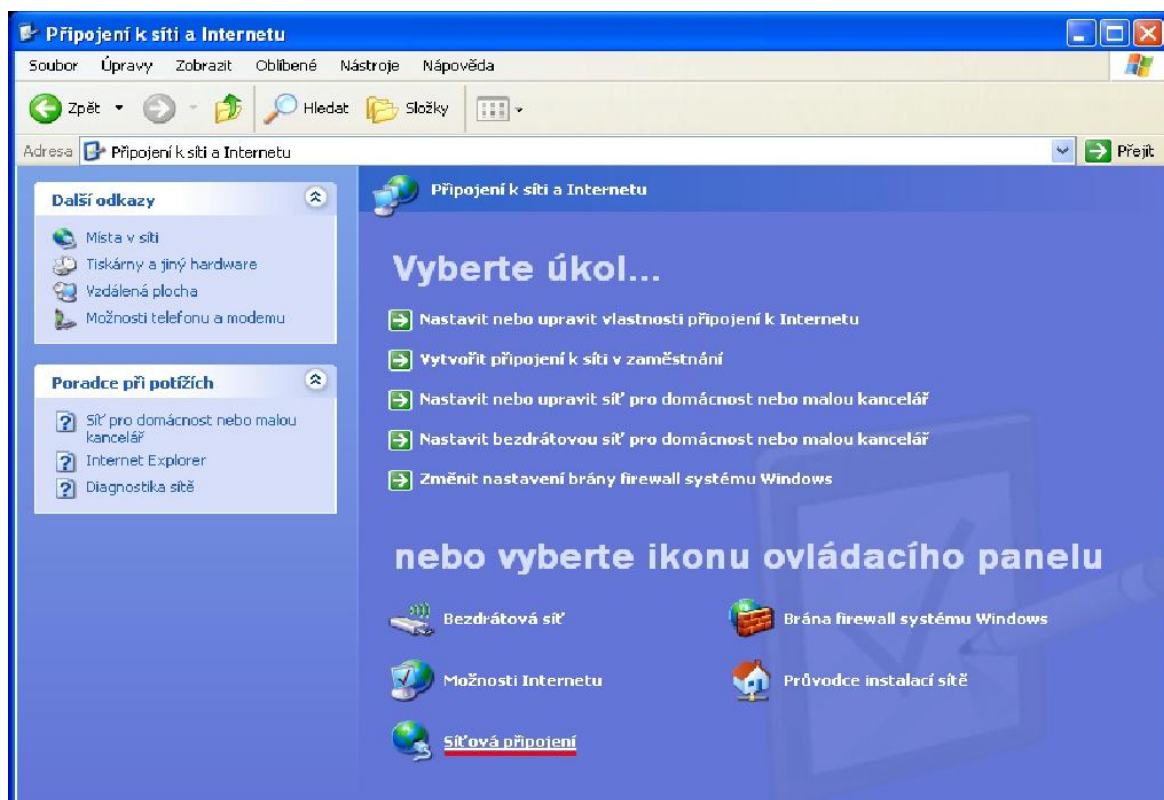 Připojení k síti a Internetu
Soubor Úpravy Zobrazit Oblíbené Nástroje Nápověda
Zpět Hledat Složky
Adresa Připojení k síti a Internetu Přejít
Další odkazy
Místa v síti
Tiskárny a jiný hardware
Vzdálená plocha
Možnosti telefonu a modemu
Poradce při potížích
Síť pro domácnost nebo malou
kancelář
Internet Explorer
Diagnostika sítě
Připojení k síti a Internetu
Vyberte úkol...
Nastavit nebo upravit vlastnosti připojení k Internetu
Vytvořit připojení k síti v zaměstnání
Nastavit nebo upravit síť pro domácnost nebo malou kancelář
Nastavit bezdrátovou síť pro domácnost nebo malou kancelář
Změnit nastavení brány firewall systému Windows
nebo vyberte ikonu ovládacího panelu
Bezdrátová síť Brána firewall systému Windows
Možnosti Internetu Průvodce instalací sítě
Síťová připojení